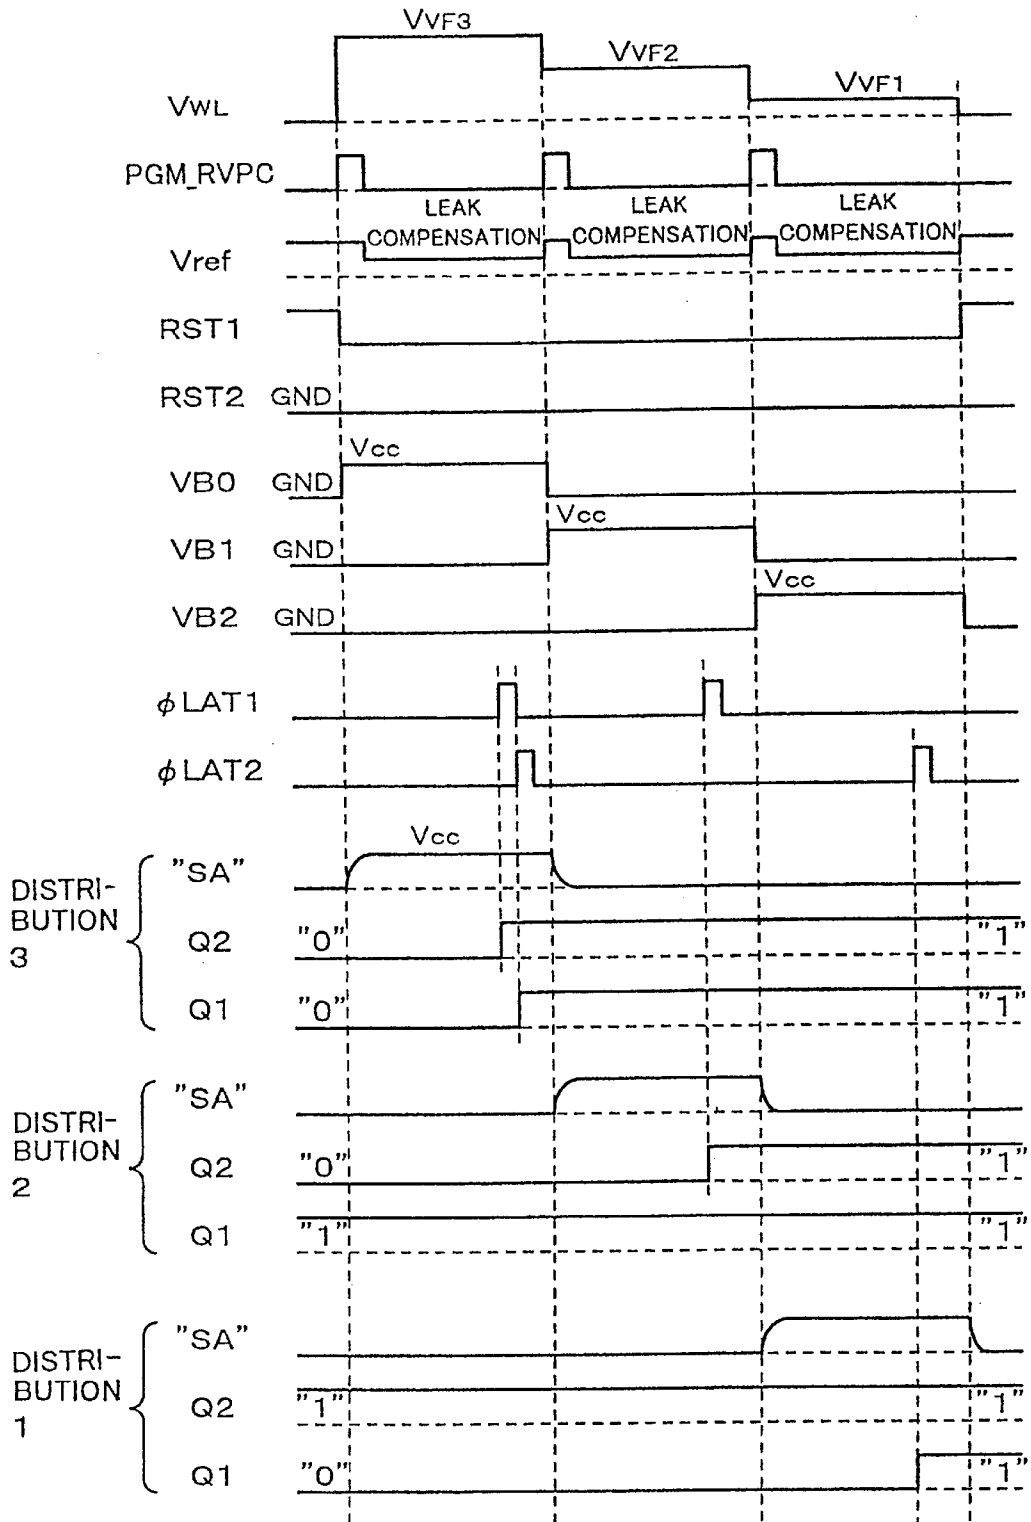 VVF3
VVF2
VVF1
VWL
PGM_RVPC
LEAK COMPENSATION
LEAK COMPENSATION
LEAK COMPENSATION
Vref
RST1
RST2 GND
Vcc
VB0 GND
Vcc
VB1 GND
Vcc
VB2 GND
φLAT1
φLAT2
Vcc
DISTRI-
BUTION
3
"SA"
Q2 "0" "1"
Q1 "0" "1"
DISTRI-
BUTION
2
"SA"
Q2 "0" "1"
Q1 "1" "1"
DISTRI-
BUTION
1
"SA"
Q2 "1" "1"
Q1 "0" "1"